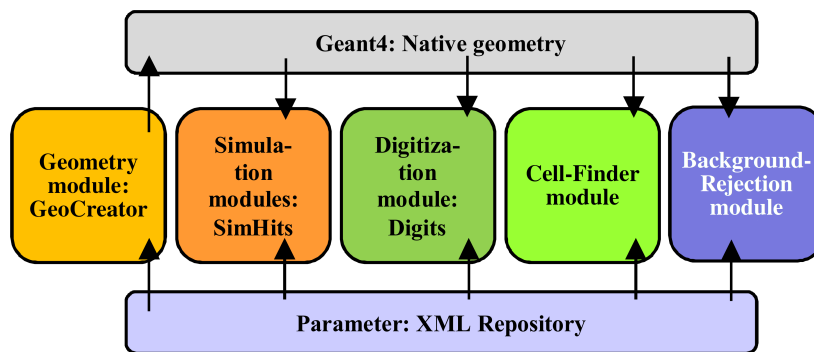 Geant4: Native geometry
Geometry
module:
GeoCreator
Simula-
tion
modules:
SimHits
Digitiza-
tion
module:
Digits
Cell-Finder
module
Background-
Rejection
module
Parameter: XML Repository